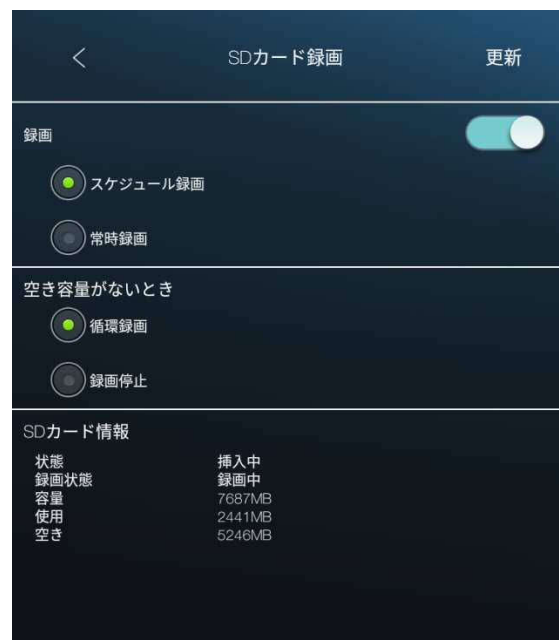 SDカード録画 更新
録画
スケジュール録画
常時録画
空き容量がないとき
循環録画
録画停止
SDカード情報
状態 挿入中
録画状態 録画中
容量 7687MB
使用 2441MB
空き 5246MB